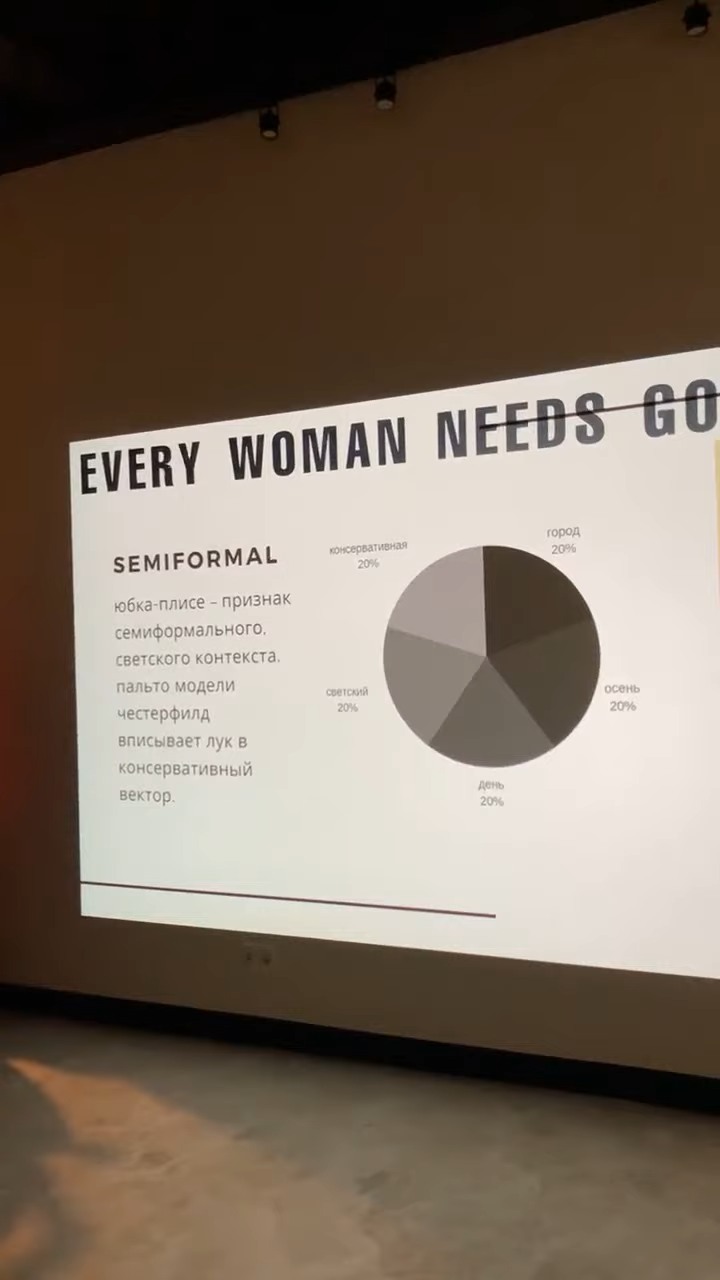 EVERY WOMAN NEEDS GO
SEMIFORMAL
юбка-плисе – признак
семиформального,
светского контекста.
пальто модели
честерфилд
вписывает лук в
консервативный
вектор.
консервативная
20%
город
20%
светский
20%
осень
20%
день
20%